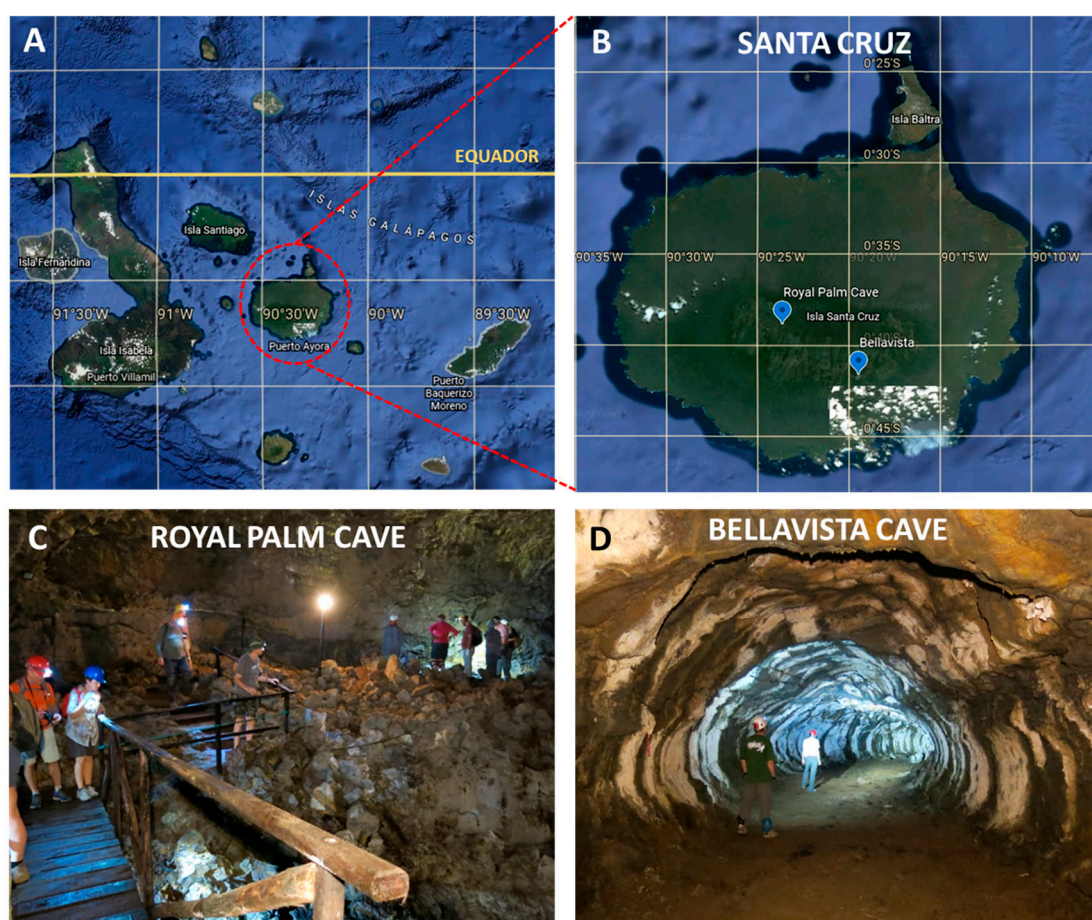 A
EQUADOR
ISLAS GALÁPAGOS
Isla Santiago
Isla Fernandina
91°30'W
91°W
90°30'W
90°W
89°30'W
Isla Isabela
Puerto Villamil
Puerto Ayora
Puerto
Baquerizo
Moreno
B
SANTA CRUZ
0°25'S
Isla Baltra
0°30'S
0°35'S
90°35'W
90°25'W
90°20'W
90°15'W
90°10'W
Royal Palm Cave
Isla Santa Cruz
0°40'S
Bellavista
0°45'S
C
ROYAL PALM CAVE
D
BELLAVISTA CAVE